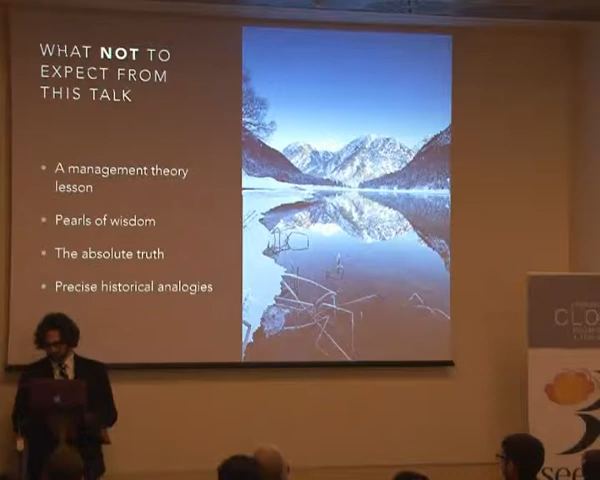 WHAT NOT TO
EXPECT FROM
THIS TALK
A management theory
lesson
Pearls of wisdom
The absolute truth
Precise historical analogies
CLO
see